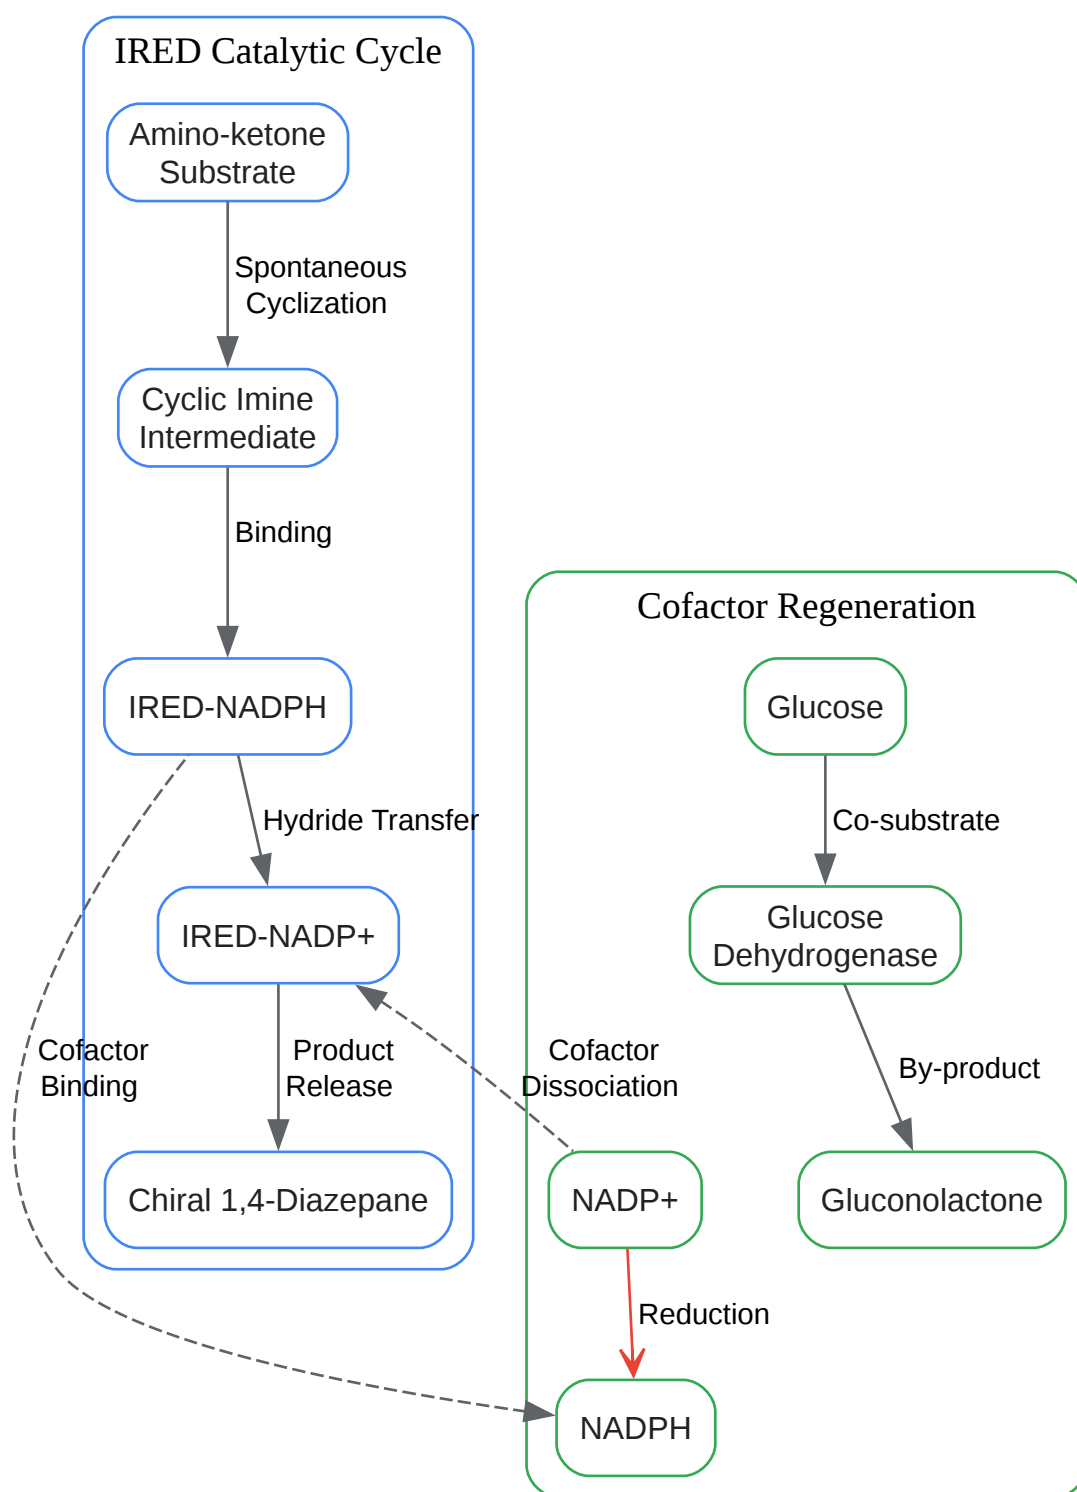 IRED Catalytic Cycle
Amino-ketone
Substrate
Spontaneous
Cyclization
Cyclic Imine
Intermediate
Binding
IRED-NADPH
Hydride Transfer
IRED-NADP+
Cofactor
Binding
Product
Release
Chiral 1,4-Diazepane
Cofactor Regeneration
Glucose
Co-substrate
Glucose
Dehydrogenase
By-product
Gluconolactone
Cofactor
Dissociation
NADP+
Reduction
NADPH